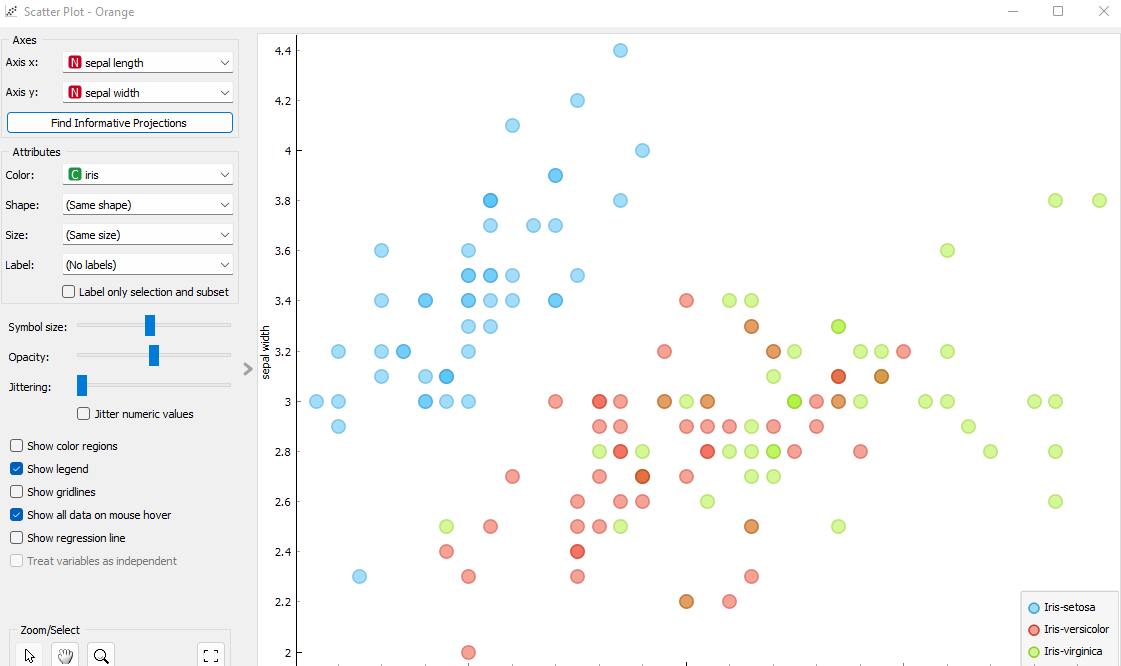 Scatter Plot - Orange
Axes
Axis x: N sepal length
Axis y: N sepal width
Find Informative Projections
Attributes
Color: C iris
Shape: (Same shape)
Size: (Same size)
Label: (No labels)
Label only selection and subset
Symbol size:
Opacity:
Jittering:
Jitter numeric values
Show color regions
Show legend
Show gridlines
Show all data on mouse hover
Show regression line
Treat variables as independent
Zoom/Select
sepal width
4.4
4.2
4
3.8
3.6
3.4
3.2
3
2.8
2.6
2.4
2.2
2
Iris-setosa
Iris-versicolor
Iris-virginica